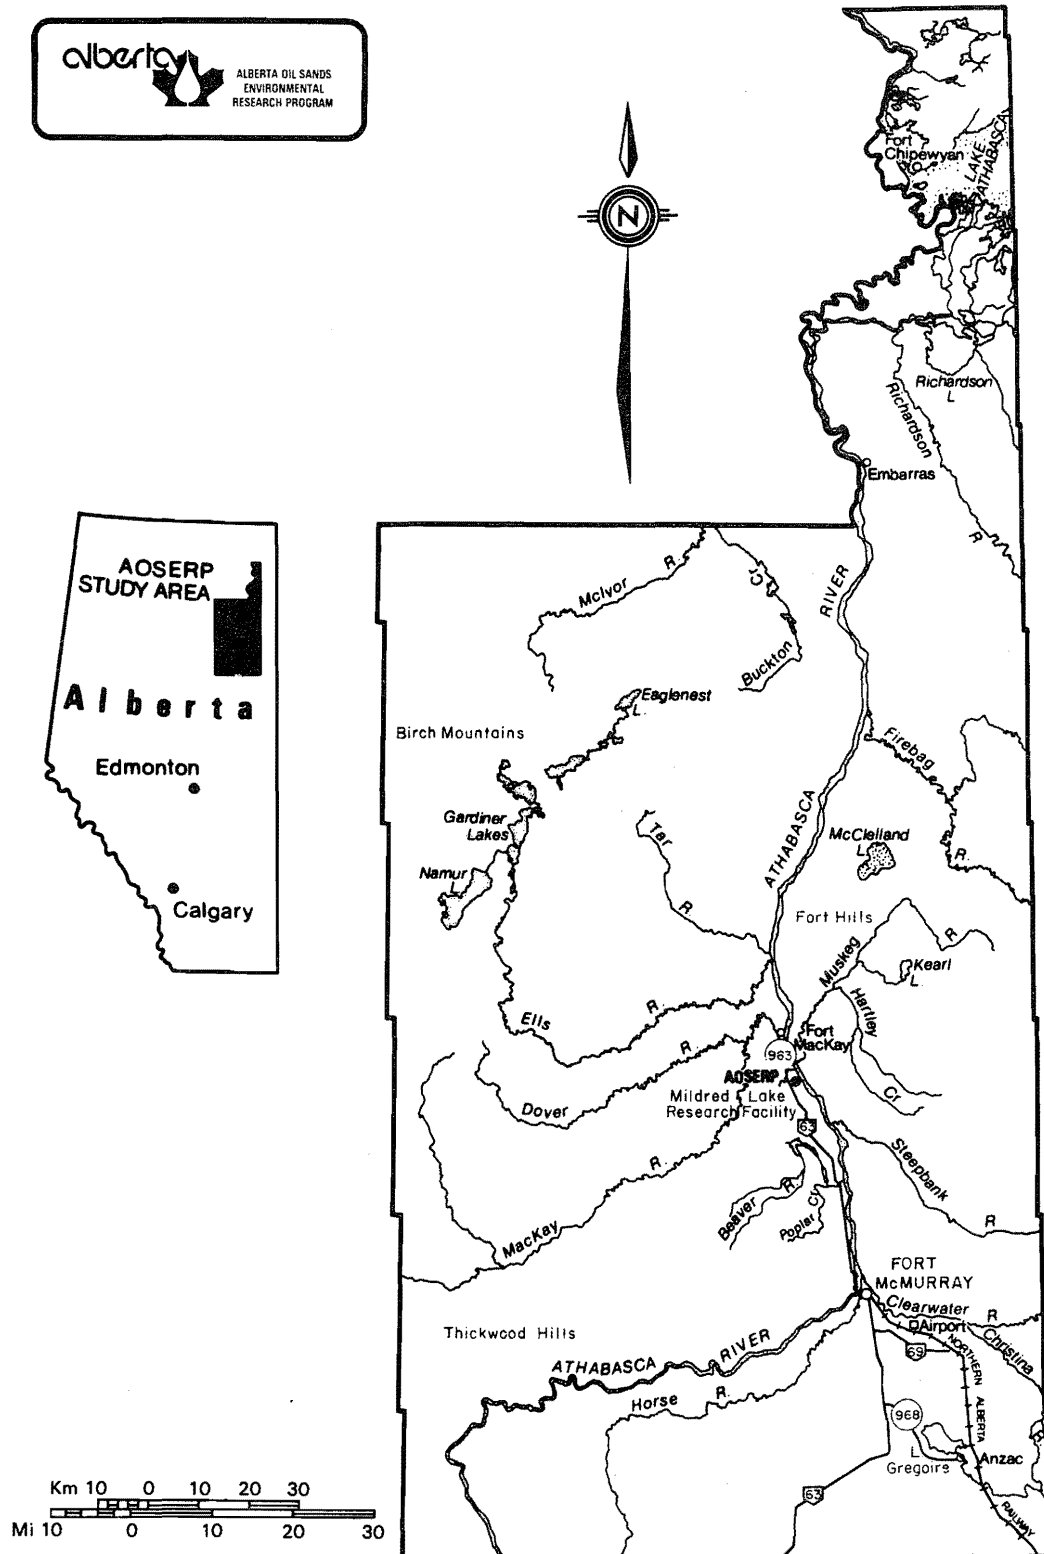 alberta
ALBERTA OIL SANDS
ENVIRONMENTAL
RESEARCH PROGRAM
N
Fort
Chipewyan
LAKE
ATHABASCA
Richardson
L.
Richardson
R.
Embarras
AOSERP
STUDY AREA
Alberta
Edmonton
Calgary
McIvor R.
Cr.
Buckton
RIVER
Eaglenest
L.
Birch Mountains
Firebag
R.
Gardiner
Lakes
Namur
L.
Tar
R.
ATHABASCA
McClelland
L.
Fort Hills
Muskeg
R.
Kearl
L.
Hartley
Cr.
Ells
R.
Fort
MacKay
963
AOSERP
Mildred Lake
Research Facility
Dover
R.
63
MacKay
R.
Beaver R.
Poplar Cr.
Steepbank
R.
FORT
McMURRAY
Clearwater
R.
Airport
Christina
Thickwood Hills
ATHABASCA RIVER
69
NORTHERN
ALBERTA
RAILWAY
Horse R.
968
L.
Gregoire
Anzac
63
Km 10 0 10 20 30
Mi 10 0 10 20 30